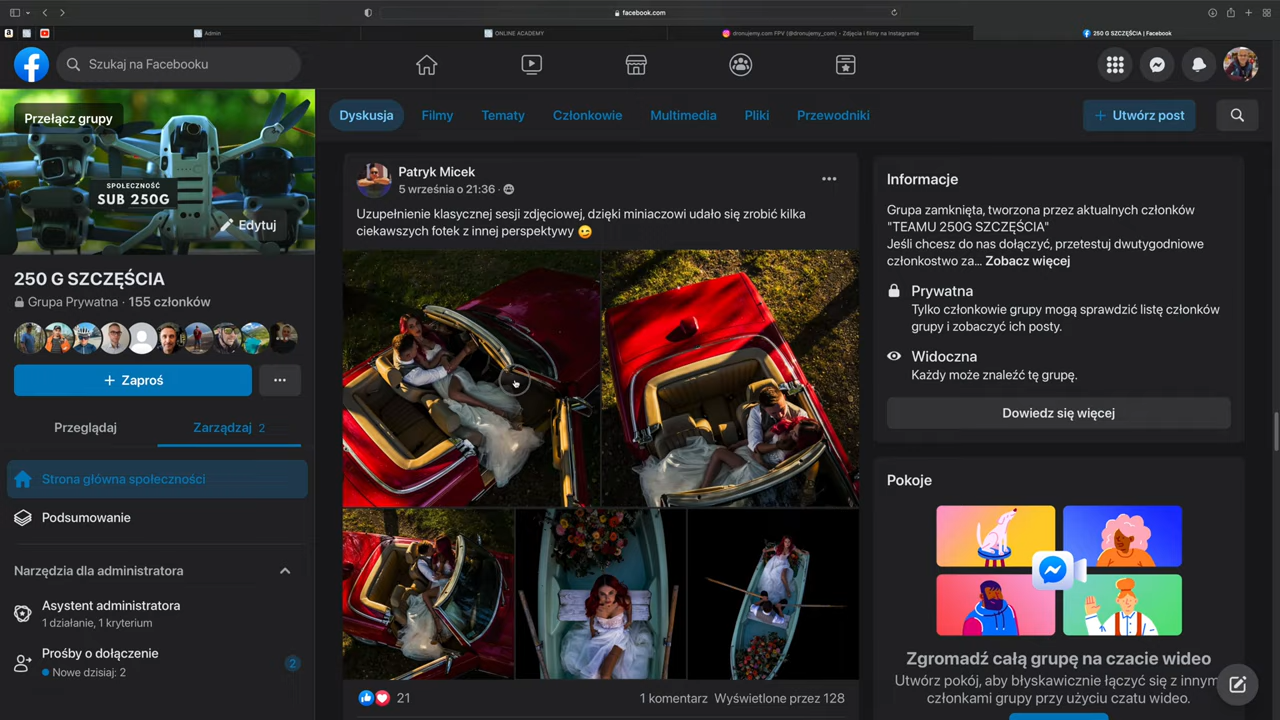 facebook.com
Admin
ONLINE ACADEMY
dronujemy.com FPV (@dronujemy_com) • Zdjęcia i filmy na Instagramie
250 G SZCZĘŚCIA | Facebook
Szukaj na Facebooku
Przełącz grupy
SPOŁECZNOŚĆ
SUB 250G
Edytuj
250 G SZCZĘŚCIA
Grupa Prywatna · 155 członków
+ Zaproś
Przeglądaj
Zarządzaj 2
Strona główna społeczności
Podsumowanie
Narzędzia dla administratora
Asystent administratora
1 działanie, 1 kryterium
Prośby o dołączenie
Nowe dzisiaj: 2
2
Dyskusja
Filmy
Tematy
Członkowie
Multimedia
Pliki
Przewodniki
+ Utwórz post
Patryk Micek
5 września o 21:36 ·
Uzupełnienie klasycznej sesji zdjęciowej, dzięki miniaczowi udało się zrobić kilka
ciekawszych fotek z innej perspektywy 😉
21
1 komentarz Wyświetlone przez 128
Informacje
Grupa zamknięta, tworzona przez aktualnych członków
"TEAMU 250G SZCZĘŚCIA"
Jeśli chcesz do nas dołączyć, przetestuj dwutygodniowe
członkostwo za... Zobacz więcej
Prywatna
Tylko członkowie grupy mogą sprawdzić listę członków
grupy i zobaczyć ich posty.
Widoczna
Każdy może znaleźć tę grupę.
Dowiedz się więcej
Pokoje
Zgromadź całą grupę na czacie wideo
Utwórz pokój, aby błyskawicznie łączyć się z innym
członkami grupy przy użyciu czatu wideo.